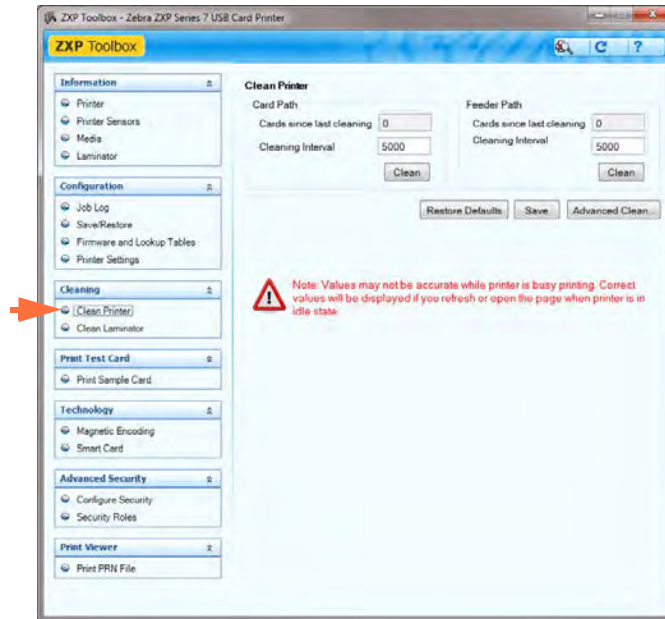 ZXP Toolbox - Zebra ZXP Series 7 USB Card Printer
ZXP Toolbox
?
Information
Printer
Printer Sensors
Media
Laminator
Configuration
Job Log
Save/Restore
Firmware and Lookup Tables
Printer Settings
Cleaning
Clean Printer
Clean Laminator
Print Test Card
Print Sample Card
Technology
Magnetic Encoding
Smart Card
Advanced Security
Configure Security
Security Roles
Print Viewer
Print PRN File
Clean Printer
Card Path
Cards since last cleaning 0
Cleaning Interval 5000
Clean
Feeder Path
Cards since last cleaning 0
Cleaning Interval 5000
Clean
Restore Defaults Save Advanced Clean...
Note: Values may not be accurate while printer is busy printing. Correct
values will be displayed if you refresh or open the page when printer is in
idle state